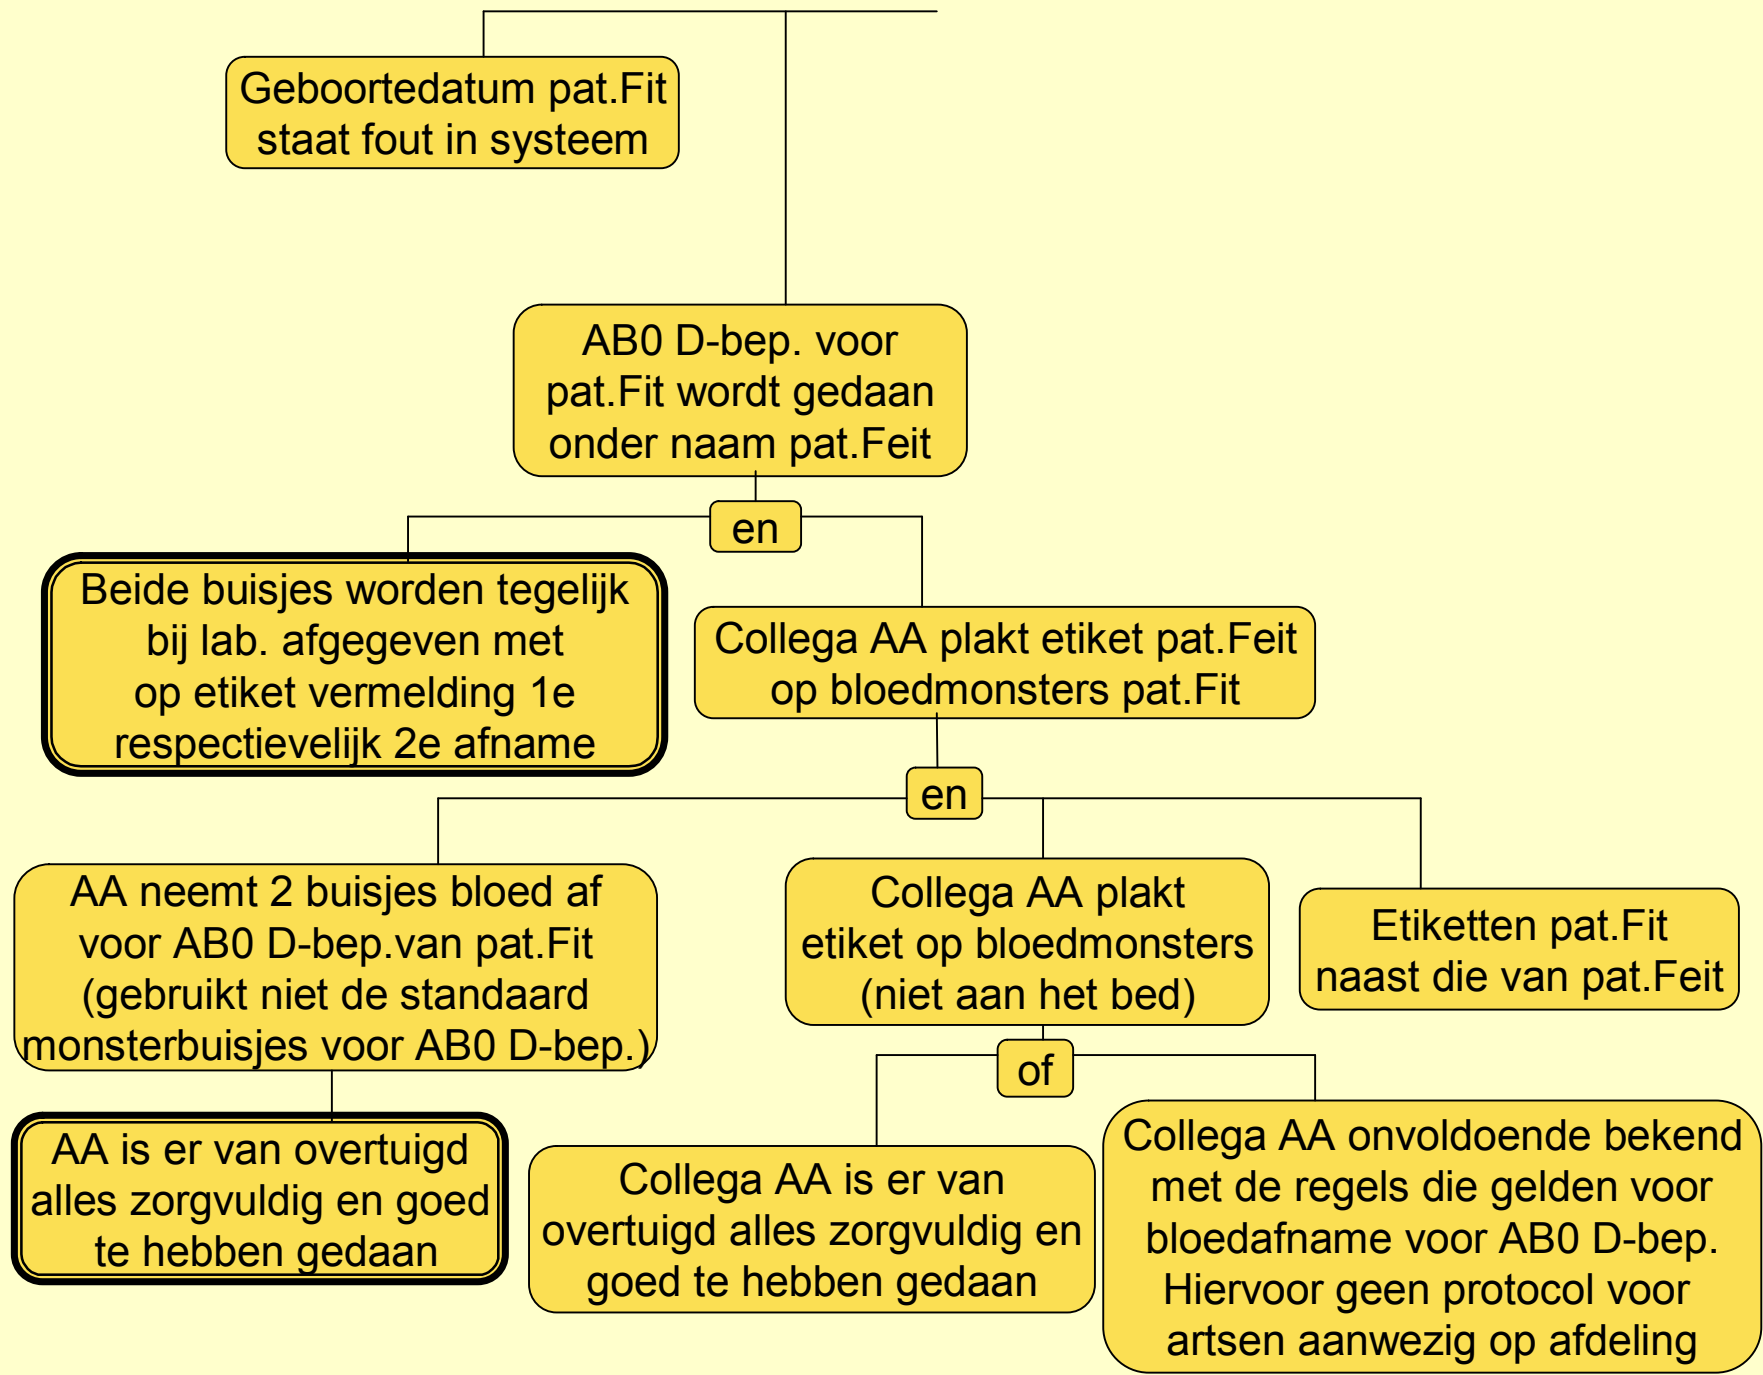 Geboortedatum pat.Fit
staat fout in systeem
AB0 D-bep. voor
pat.Fit wordt gedaan
onder naam pat.Feit
en
Beide buisjes worden tegelijk
bij lab. afgegeven met
op etiket vermelding 1e
respectievelijk 2e afname
Collega AA plakt etiket pat.Feit
op bloedmonsters pat.Fit
en
AA neemt 2 buisjes bloed af
voor AB0 D-bep.van pat.Fit
(gebruikt niet de standaard
monsterbuisjes voor AB0 D-bep.)
Collega AA plakt
etiket op bloedmonsters
(niet aan het bed)
Etiketten pat.Fit
naast die van pat.Feit
of
AA is er van overtuigd
alles zorgvuldig en goed
te hebben gedaan
Collega AA is er van
overtuigd alles zorgvuldig en
goed te hebben gedaan
Collega AA onvoldoende bekend
met de regels die gelden voor
bloedafname voor AB0 D-bep.
Hiervoor geen protocol voor
artsen aanwezig op afdeling